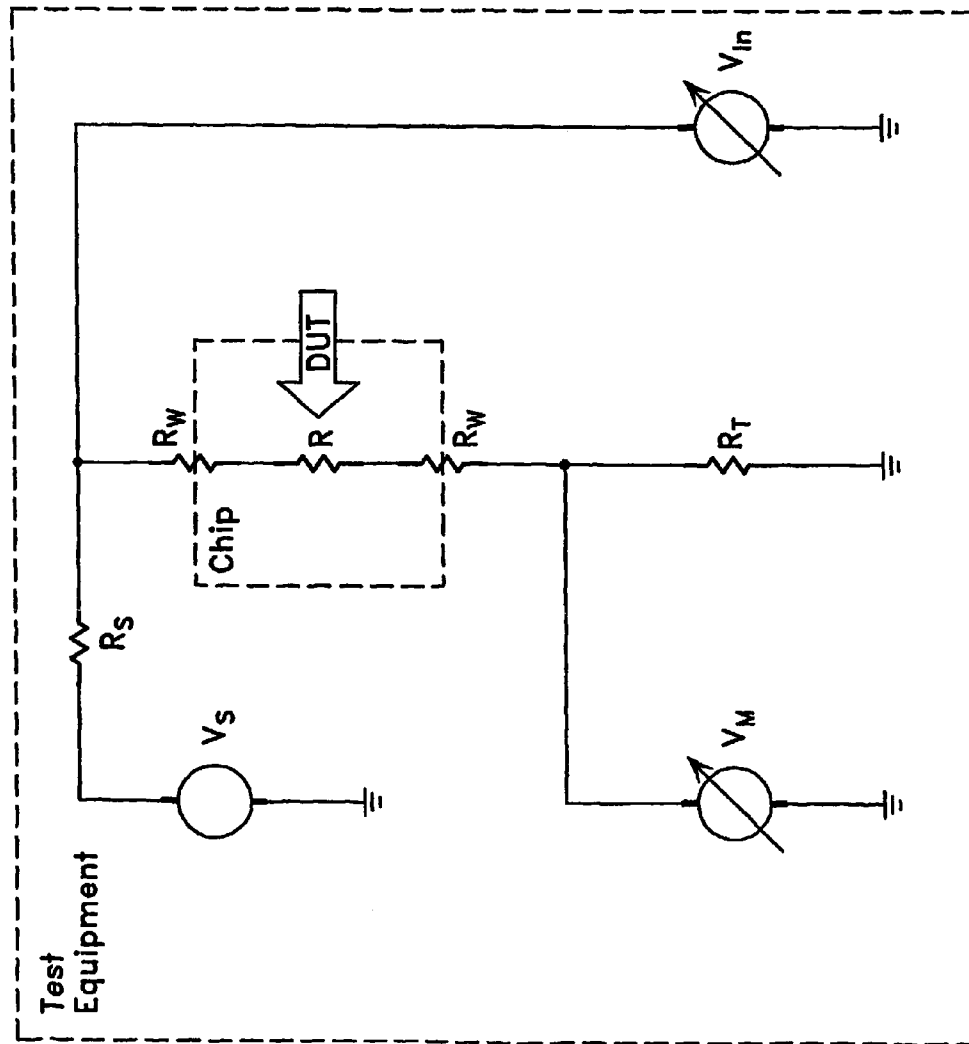 Test
Equipment
V_S
R_S
Chip
R_W
R
DUT
R_W
V_M
R_T
V_In